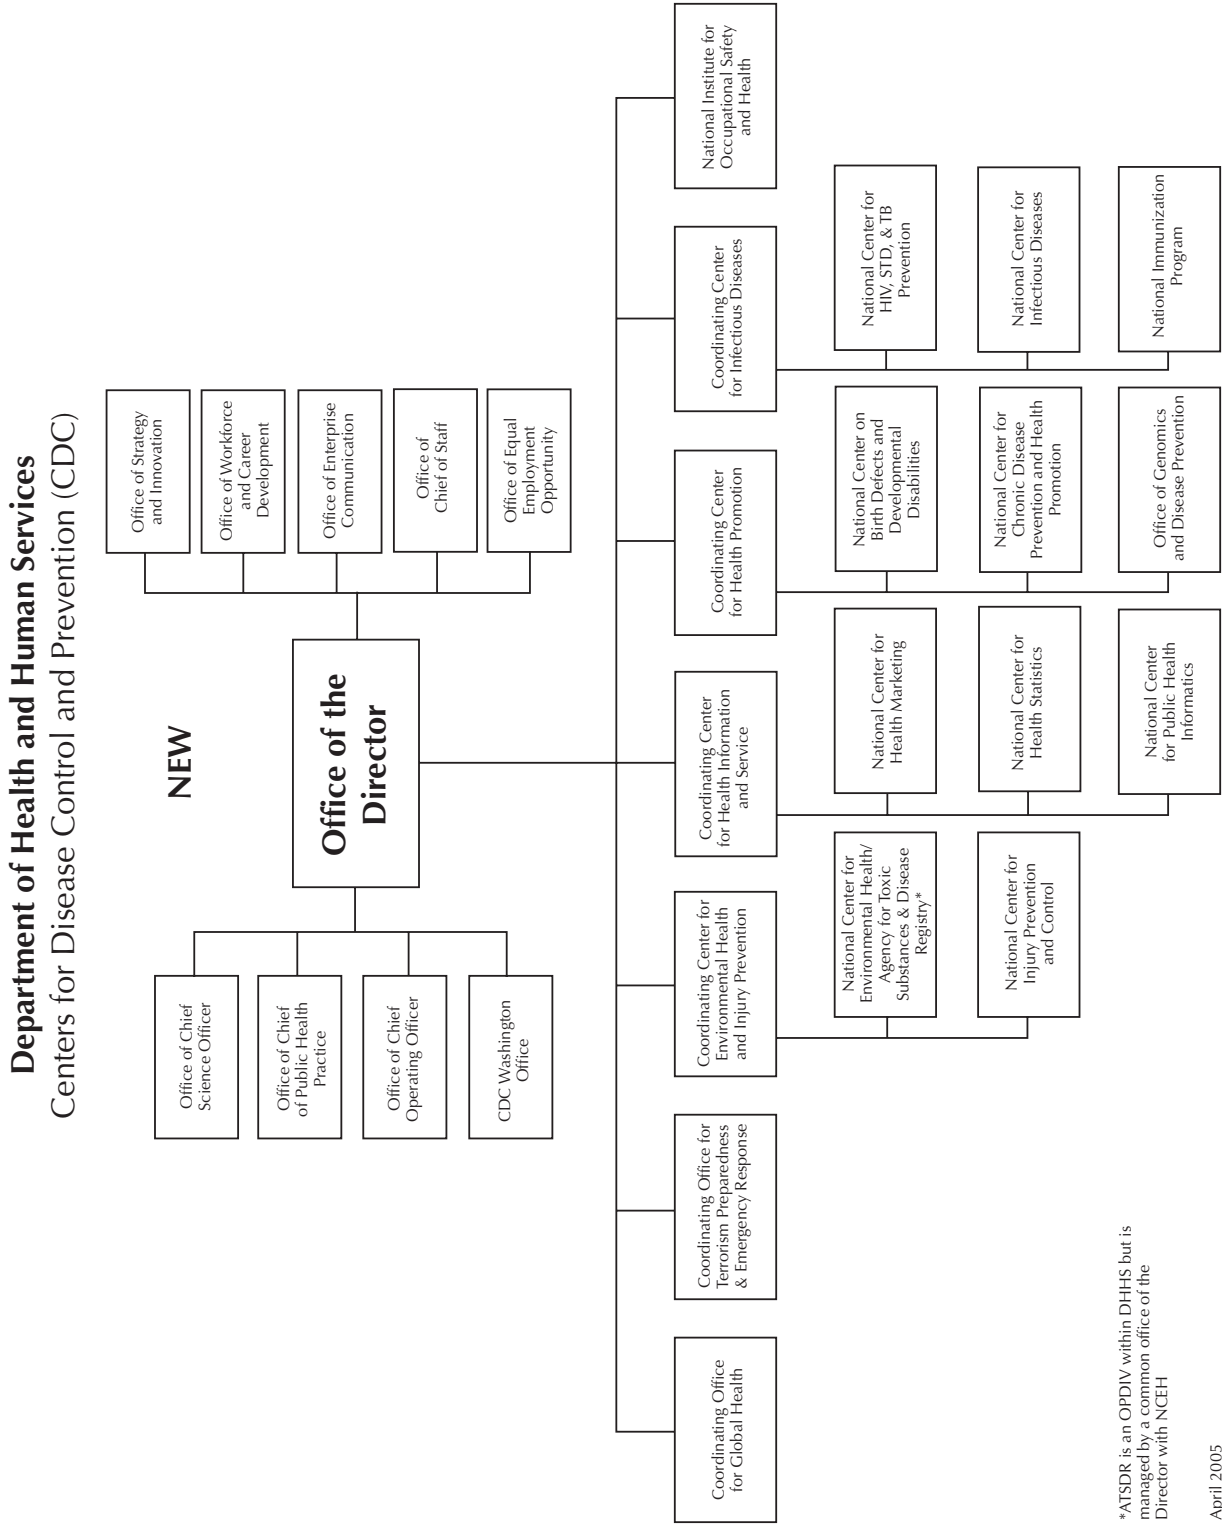 Department of Health and Human Services
Centers for Disease Control and Prevention (CDC)
NEW
Office of the
Director
Office of Chief
Science Officer
Office of Chief
of Public Health
Practice
Office of Chief
Operating Officer
CDC Washington
Office
Office of Strategy
and Innovation
Office of Workforce
and Career
Development
Office of Enterprise
Communication
Office of
Chief of Staff
Office of Equal
Employment
Opportunity
Coordinating Office
for Global Health
Coordinating Office for
Terrorism Preparedness
& Emergency Response
Coordinating Center for
Environmental Health
and Injury Prevention
Coordinating Center
for Health Information
and Service
Coordinating Center
for Health Promotion
Coordinating Center
for Infectious Diseases
National Institute for
Occupational Safety
and Health
National Center for
Environmental Health/
Agency for Toxic
Substances & Disease
Registry*
National Center for
Injury Prevention
and Control
National Center for
Health Marketing
National Center for
Health Statistics
National Center
for Public Health
Informatics
National Center on
Birth Defects and
Developmental
Disabilities
National Center for
Chronic Disease
Prevention and Health
Promotion
Office of Genomics
and Disease Prevention
National Center for
HIV, STD, & TB
Prevention
National Center for
Infectious Diseases
National Immunization
Program
*ATSDR is an OPDIV within DHHS but is
managed by a common office of the
Director with NCEH
April 2005